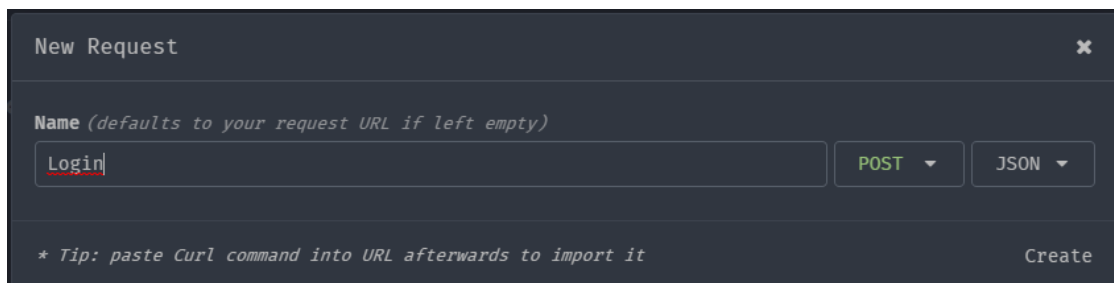 New Request
Name (defaults to your request URL if left empty)
Login POST JSON
* Tip: paste Curl command into URL afterwards to import it Create